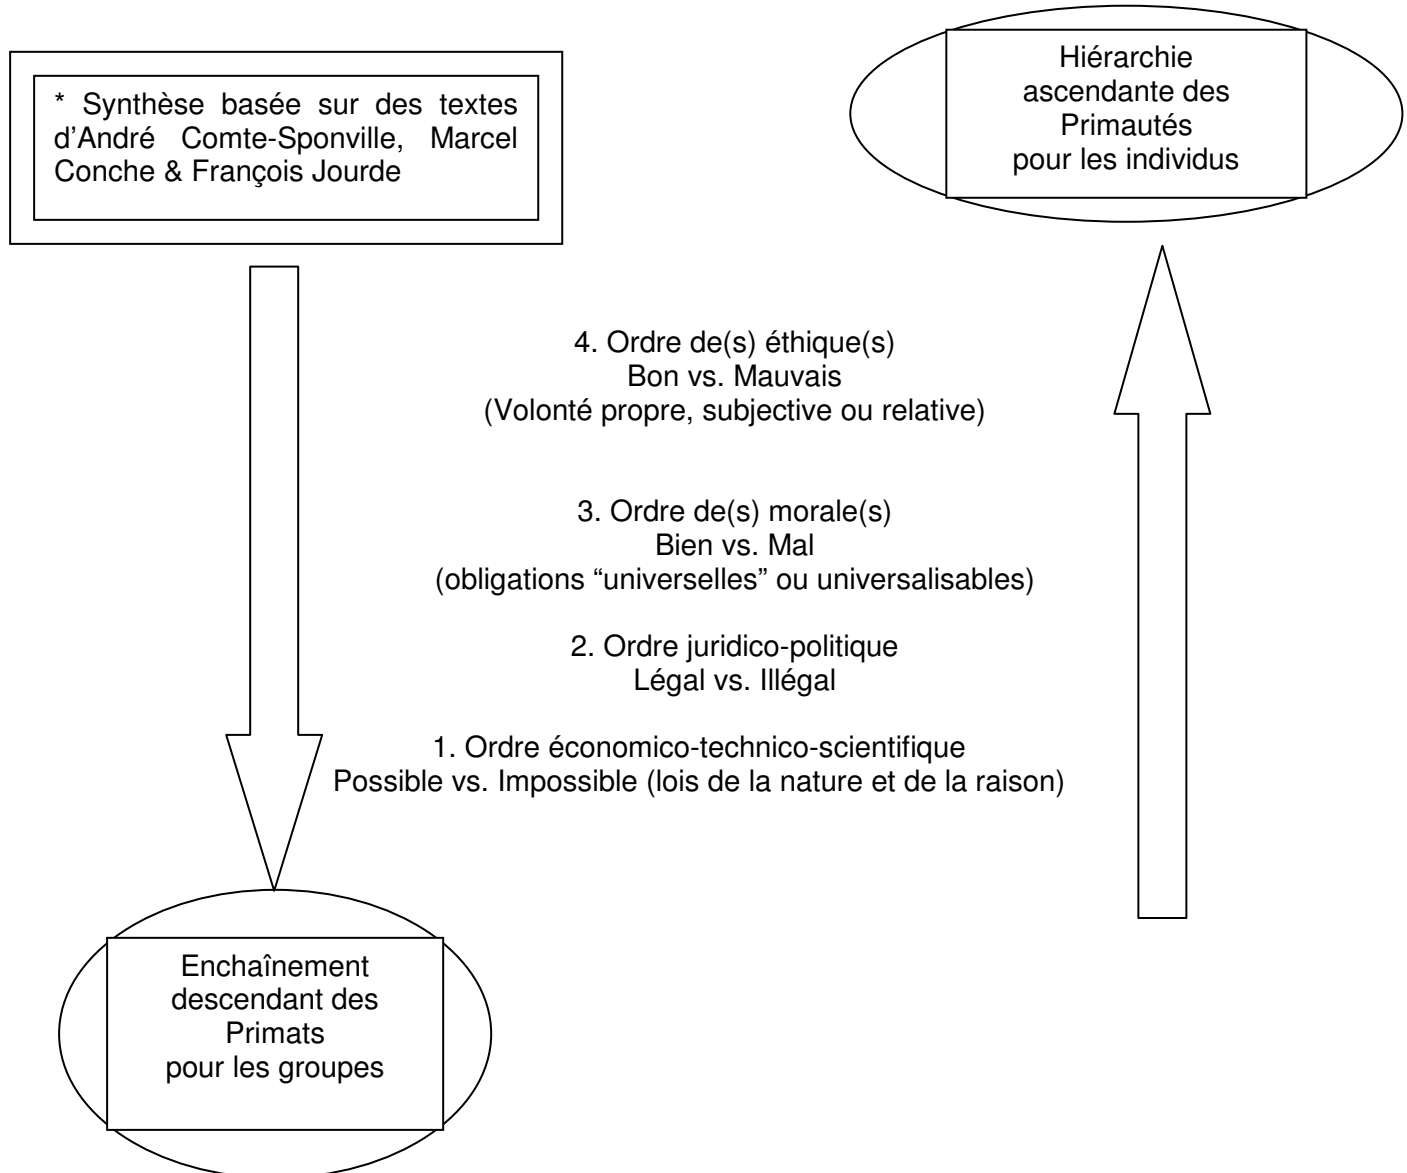 * Synthèse basée sur des textes
d'André Comte-Sponville, Marcel
Conche & François Jourde
Hiérarchie
ascendante des
Primautés
pour les individus
4. Ordre de(s) éthique(s)
Bon vs. Mauvais
(Volonté propre, subjective ou relative)
3. Ordre de(s) morale(s)
Bien vs. Mal
(obligations “universelles” ou universalisables)
2. Ordre juridico-politique
Légal vs. Illégal
1. Ordre économico-technico-scientifique
Possible vs. Impossible (lois de la nature et de la raison)
Enchaînement
descendant des
Primats
pour les groupes